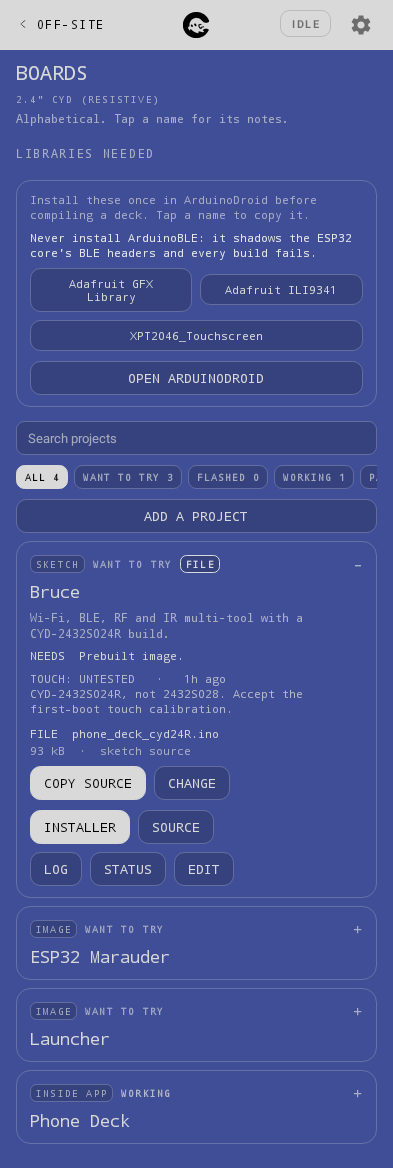 OFF-SITE
IDLE
BOARDS
2.4" CYD (RESISTIVE)
Alphabetical. Tap a name for its notes.
LIBRARIES NEEDED
Install these once in ArduinoDroid before
compiling a deck. Tap a name to copy it.
Never install ArduinoBLE: it shadows the ESP32
core's BLE headers and every build fails.
Adafruit GFX
Library
Adafruit ILI9341
XPT2046_Touchscreen
OPEN ARDUINODROID
Search projects
ALL 4 WANT TO TRY 3 FLASHED 0 WORKING 1
ADD A PROJECT
SKETCH WANT TO TRY FILE –
Bruce
Wi-Fi, BLE, RF and IR multi-tool with a
CYD-2432S024R build.
NEEDS Prebuilt image.
TOUCH: UNTESTED · 1h ago
CYD-2432S024R, not 2432S028. Accept the
first-boot touch calibration.
FILE phone_deck_cyd24R.ino
93 kB · sketch source
COPY SOURCE CHANGE
INSTALLER SOURCE
LOG STATUS EDIT
IMAGE WANT TO TRY +
ESP32 Marauder
IMAGE WANT TO TRY +
Launcher
INSIDE APP WORKING +
Phone Deck